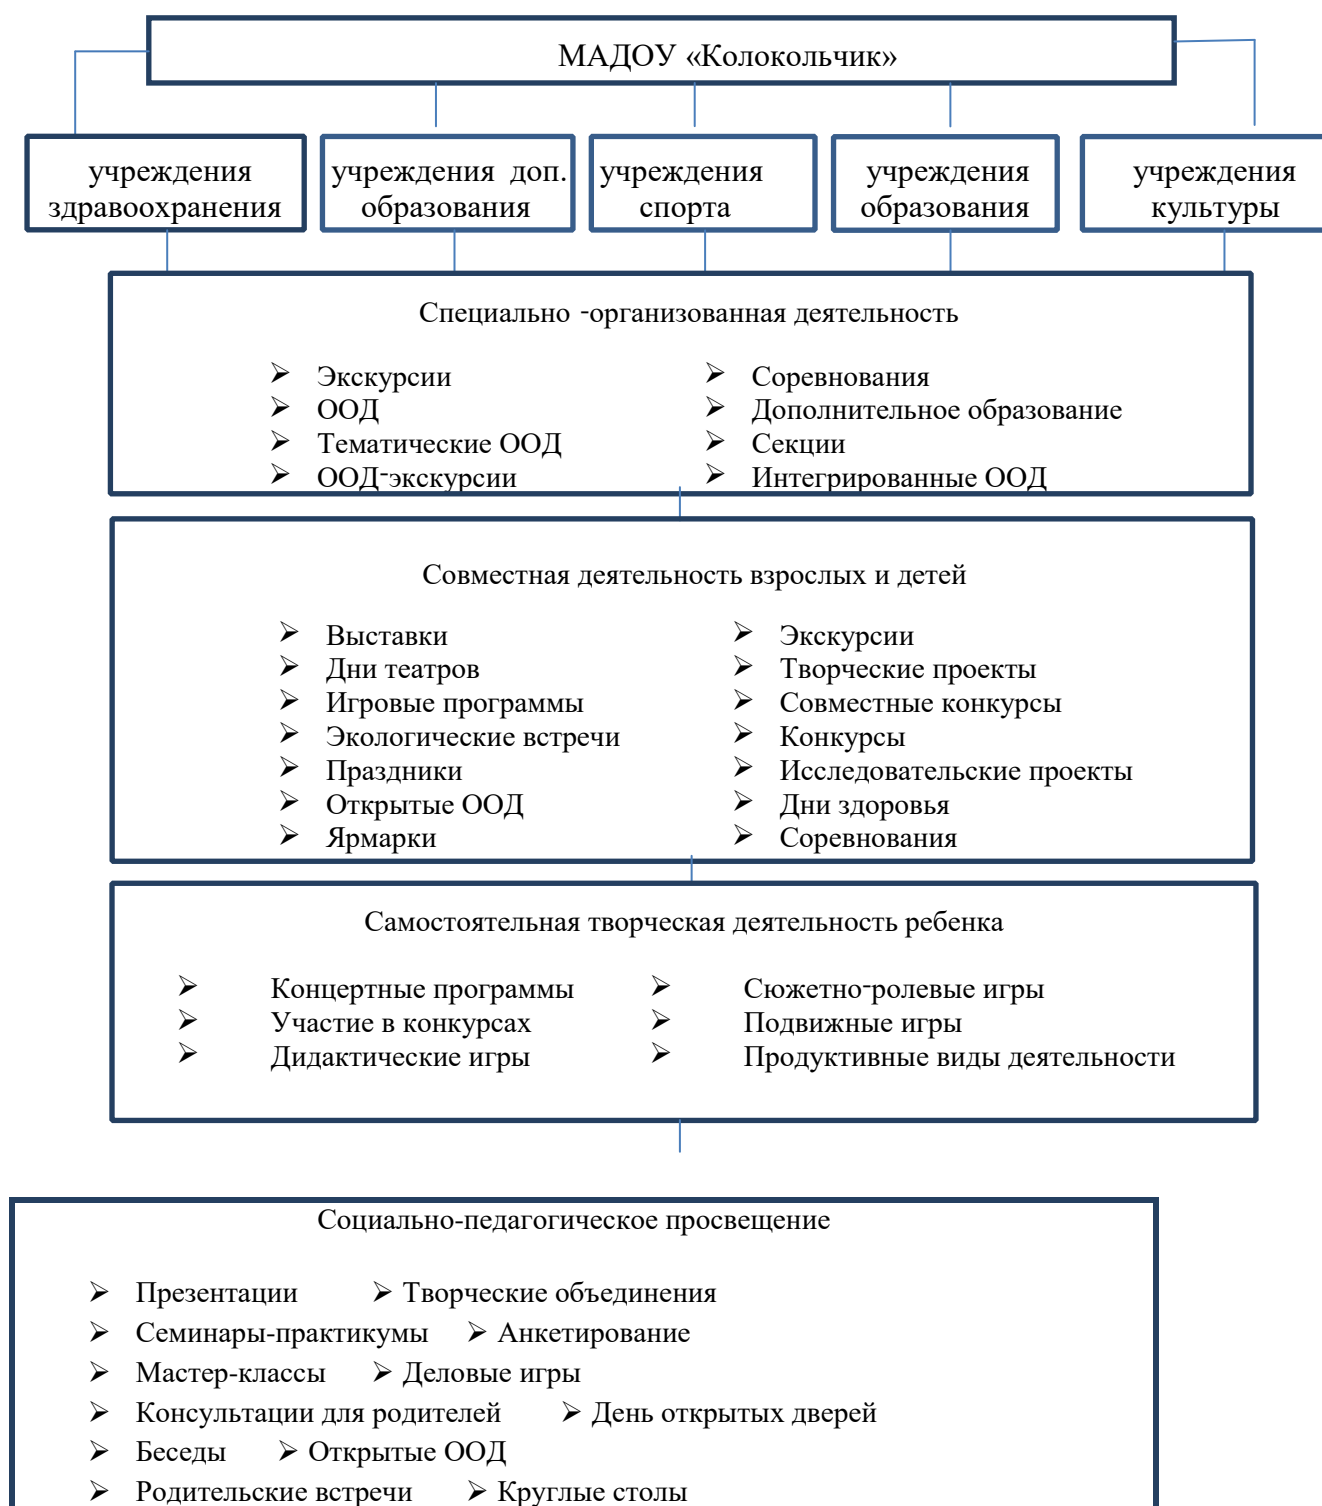 МАДОУ «Колокольчик»
учреждения здравоохранения
учреждения доп. образования
учреждения спорта
учреждения образования
учреждения культуры
Специально -организованная деятельность
➢ Экскурсии
➢ ООД
➢ Тематические ООД
➢ ООД-экскурсии
➢ Соревнования
➢ Дополнительное образование
➢ Секции
➢ Интегрированные ООД
Совместная деятельность взрослых и детей
➢ Выставки
➢ Дни театров
➢ Игровые программы
➢ Экологические встречи
➢ Праздники
➢ Открытые ООД
➢ Ярмарки
➢ Экскурсии
➢ Творческие проекты
➢ Совместные конкурсы
➢ Конкурсы
➢ Исследовательские проекты
➢ Дни здоровья
➢ Соревнования
Самостоятельная творческая деятельность ребенка
➢ Концертные программы
➢ Участие в конкурсах
➢ Дидактические игры
➢ Сюжетно-ролевые игры
➢ Подвижные игры
➢ Продуктивные виды деятельности
Социально-педагогическое просвещение
➢ Презентации ➢ Творческие объединения
➢ Семинары-практикумы ➢ Анкетирование
➢ Мастер-классы ➢ Деловые игры
➢ Консультации для родителей ➢ День открытых дверей
➢ Беседы ➢ Открытые ООД
➢ Родительские встречи ➢ Круглые столы